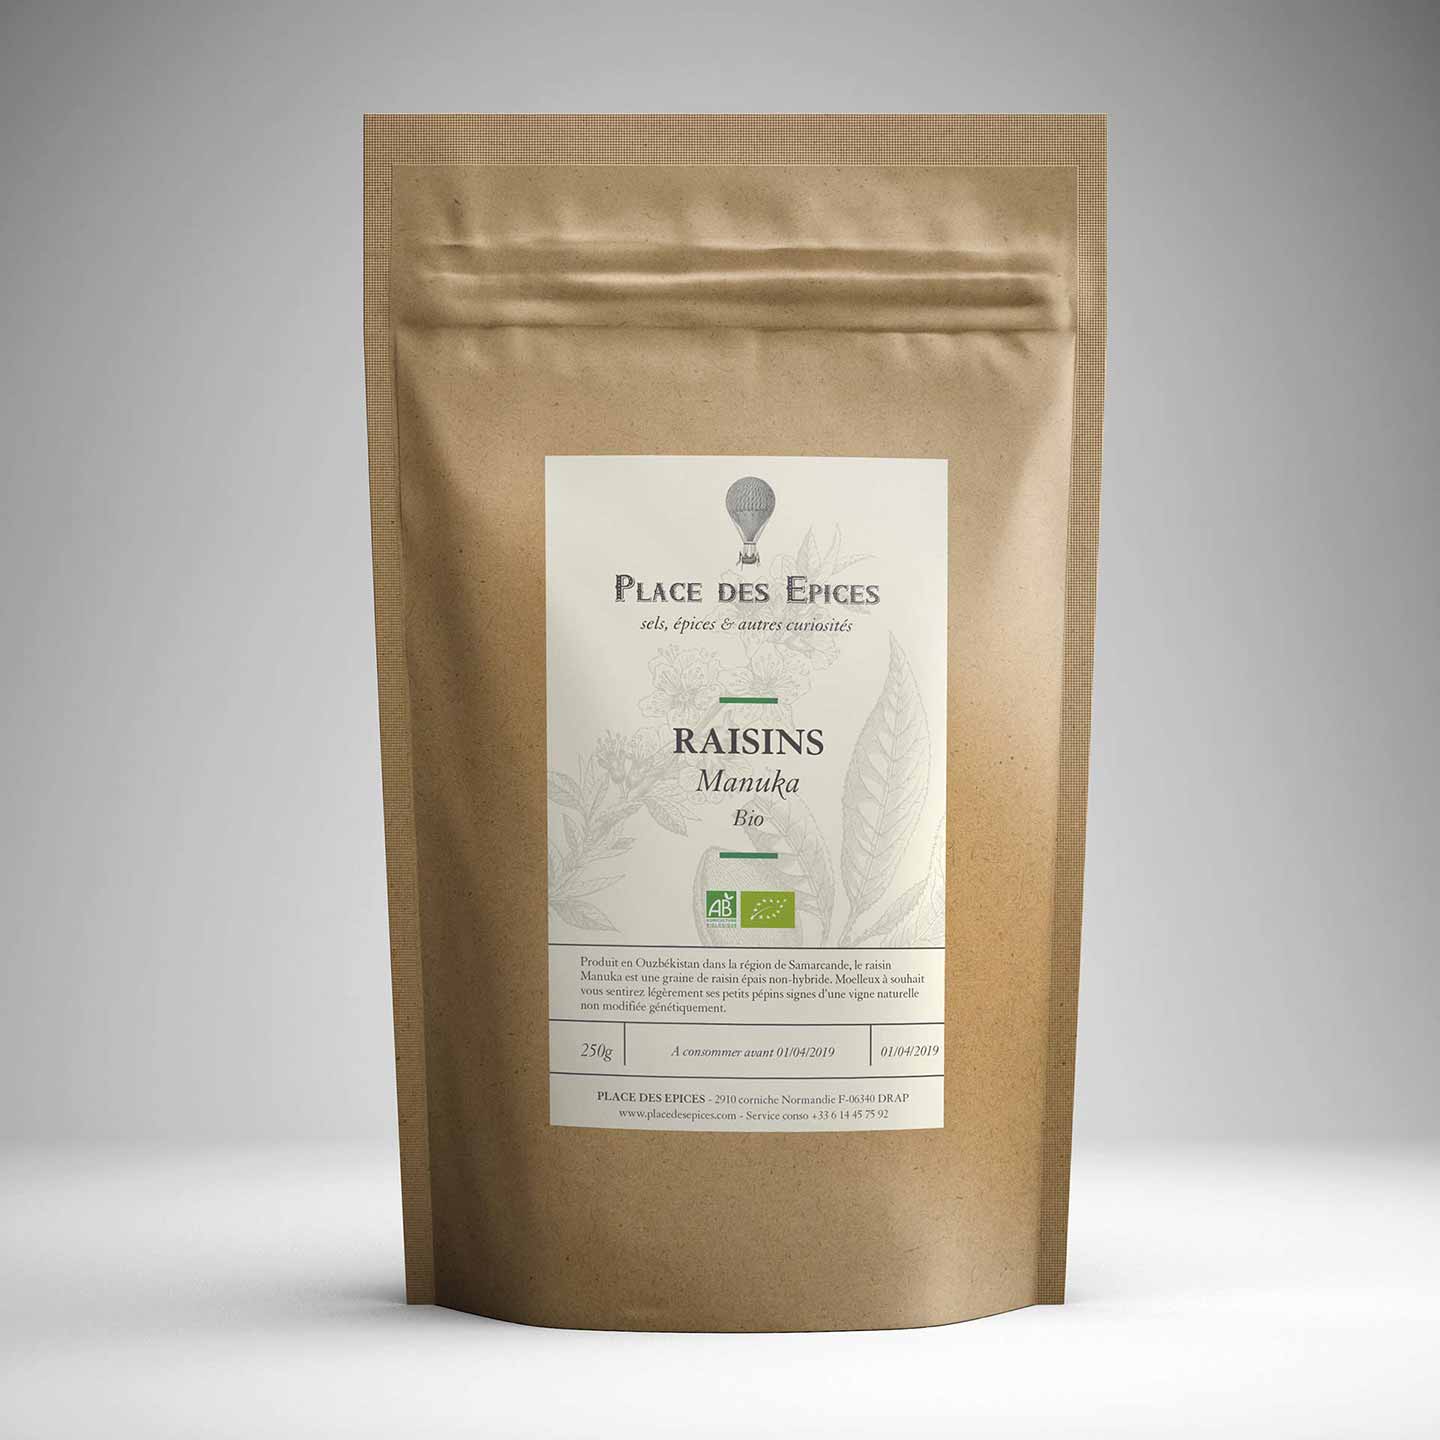 PLACE DES EPICES
sels, épices & autres curiosités
RAISINS
Manuka
Bio
AB
AGRICULTURE
BIOLOGIQUE
Produit en Ouzbékistan dans la région de Samarcande, le raisin
Manuka est une graine de raisin épais non-hybride. Moelleux à souhait
vous sentirez légèrement ses petits pépins signes d'une vigne naturelle
non modifiée génétiquement.
250g
A consommer avant 01/04/2019
01/04/2019
PLACE DES EPICES - 2910 corniche Normandie F-06340 DRAP
www.placedesepices.com - Service conso +33 6 14 45 75 92